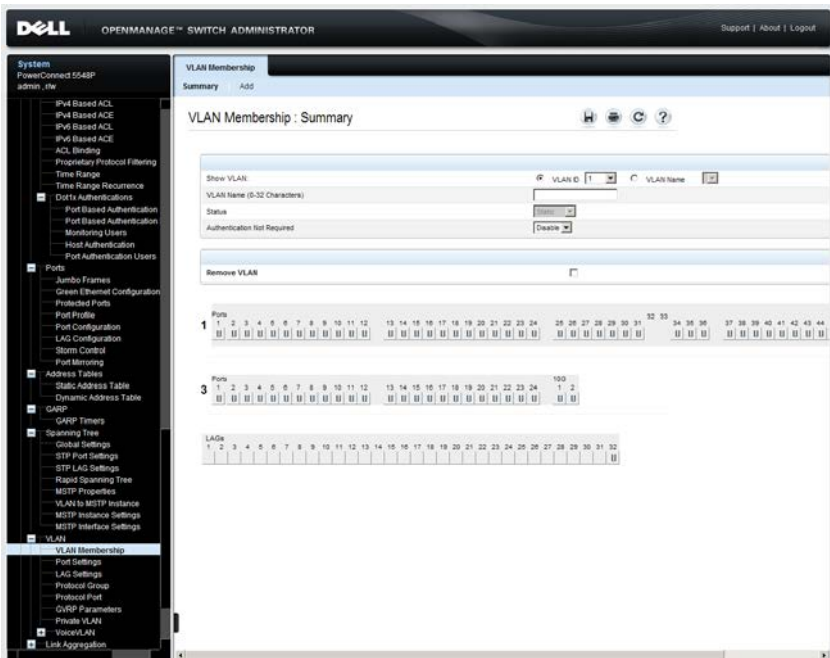 DELL
OPENMANAGE™ SWITCH ADMINISTRATOR
Support | About | Logout
System
PowerConnect 5548P
admin , r/w
IPv4 Based ACL
IPv4 Based ACE
IPv6 Based ACL
IPv6 Based ACE
ACL Binding
Proprietary Protocol Filtering
Time Range
Time Range Recurrence
Dot1x Authentications
Port Based Authentication
Port Based Authentication
Monitoring Users
Host Authentication
Port Authentication Users
Ports
Jumbo Frames
Green Ethernet Configuration
Protected Ports
Port Profile
Port Configuration
LAG Configuration
Storm Control
Port Mirroring
Address Tables
Static Address Table
Dynamic Address Table
GARP
GARP Timers
Spanning Tree
Global Settings
STP Port Settings
STP LAG Settings
Rapid Spanning Tree
MSTP Properties
VLAN to MSTP Instance
MSTP Instance Settings
MSTP Interface Settings
VLAN
VLAN Membership
Port Settings
LAG Settings
Protocol Group
Protocol Port
GVRP Parameters
Private VLAN
VoiceVLAN
Link Aggregation
VLAN Membership
Summary Add
VLAN Membership : Summary
?
Show VLAN: VLAN ID 1 VLAN Name
VLAN Name (0-32 Characters)
Status Static
Authentication Not Required Disable
Remove VLAN
Ports
32 33
1 1 2 3 4 5 6 7 8 9 10 11 12 13 14 15 16 17 18 19 20 21 22 23 24 25 26 27 28 29 30 31 34 35 36 37 38 39 40 41 42 43 44
U U U U U U U U U U U U U U U U U U U U U U U U U U U U U U U U U U U U U U U U U U
Ports 10G
3 1 2 3 4 5 6 7 8 9 10 11 12 13 14 15 16 17 18 19 20 21 22 23 24 1 2
U U U U U U U U U U U U U U U U U U U U U U U U U U
LAGs
1 2 3 4 5 6 7 8 9 10 11 12 13 14 15 16 17 18 19 20 21 22 23 24 25 26 27 28 29 30 31 32
U